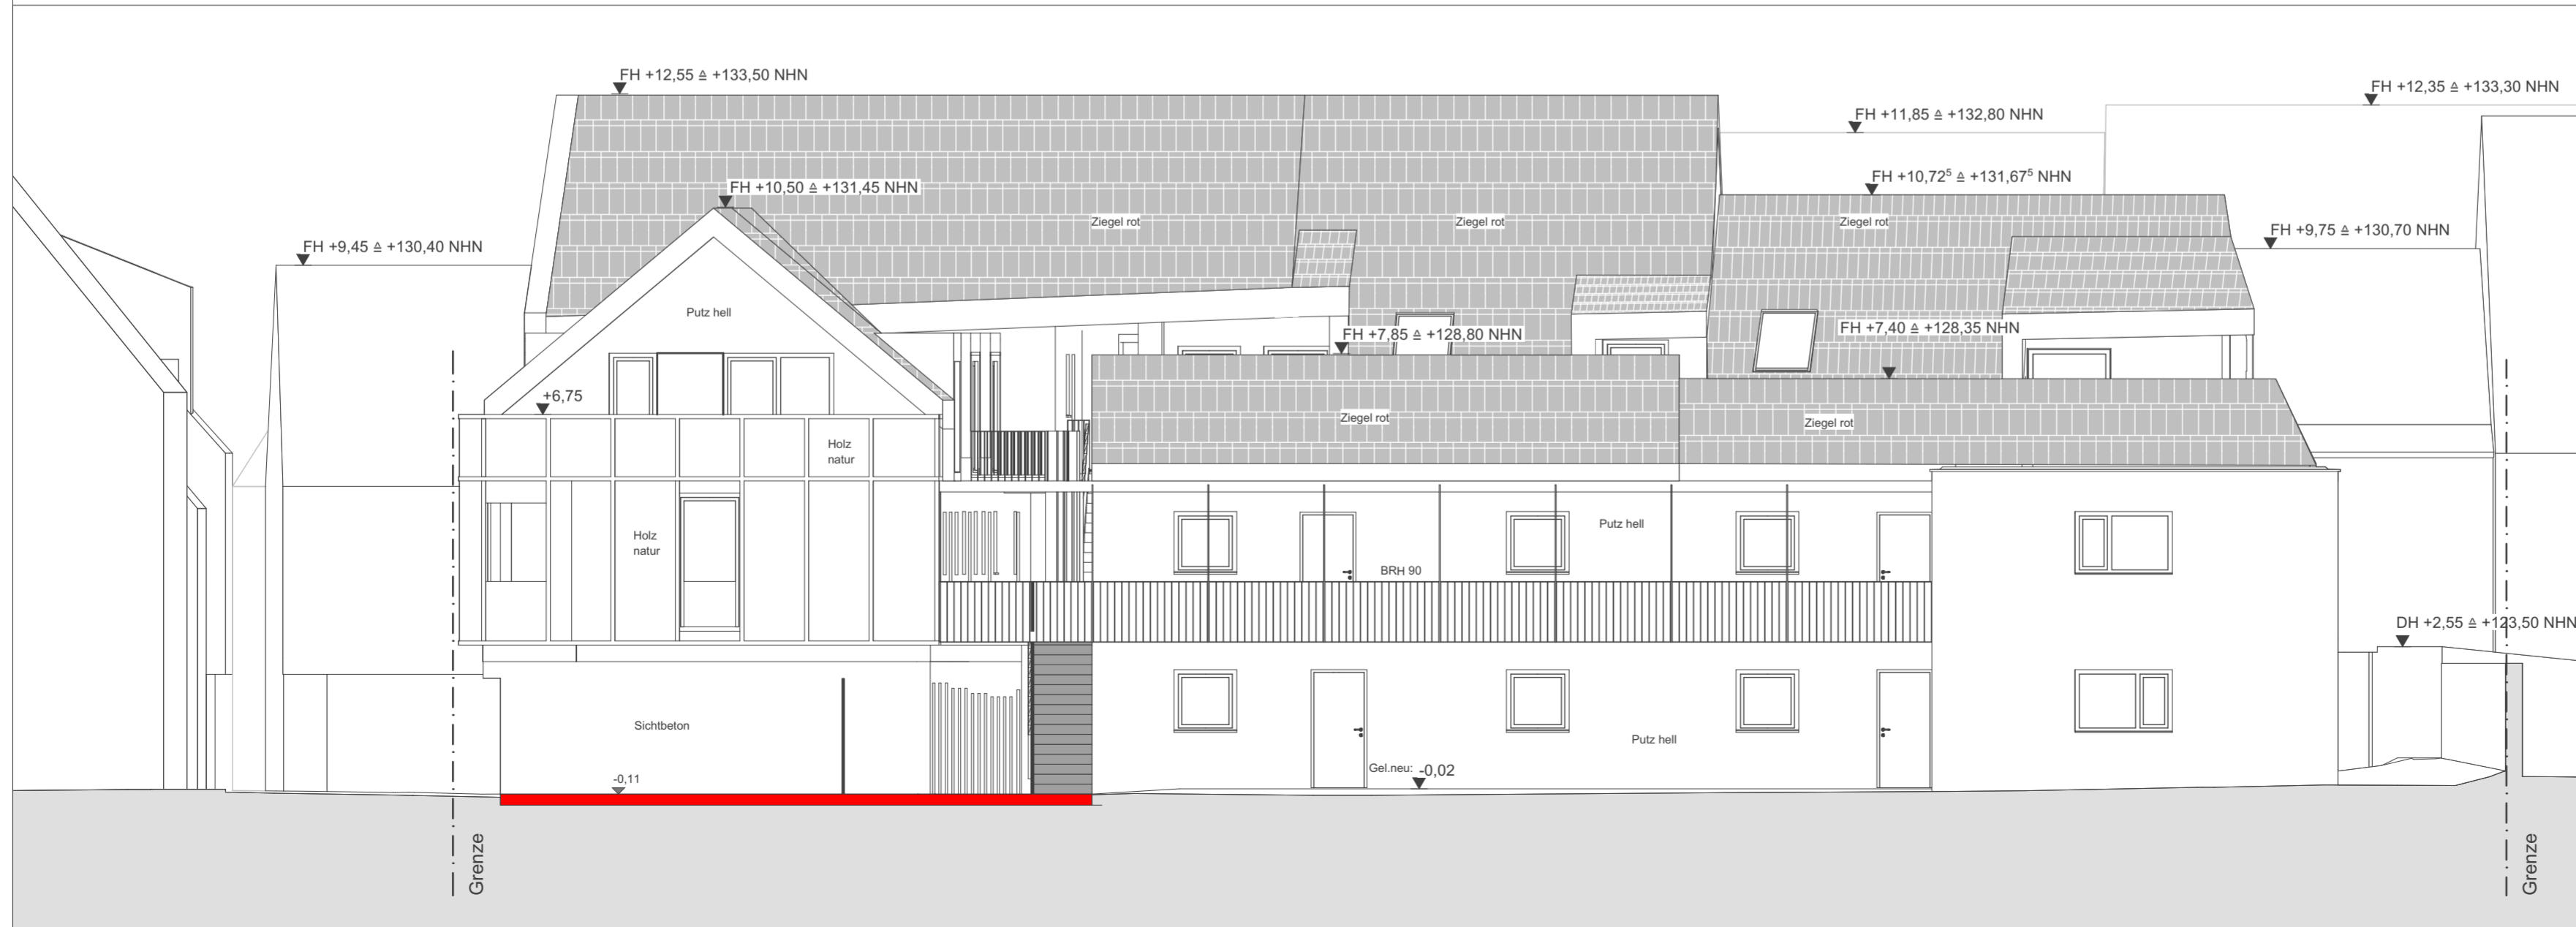 FH +12,55 ≙ +133,50 NHN
FH +12,35 ≙ +133,30 NHN
FH +11,85 ≙ +132,80 NHN
FH +10,72⁵ ≙ +131,67⁵ NHN
FH +10,50 ≙ +131,45 NHN
Ziegel rot
Ziegel rot
Ziegel rot
FH +9,75 ≙ +130,70 NHN
FH +9,45 ≙ +130,40 NHN
Putz hell
FH +7,85 ≙ +128,80 NHN
FH +7,40 ≙ +128,35 NHN
+6,75
Ziegel rot
Ziegel rot
Holz
natur
Putz hell
Holz
natur
BRH 90
DH +2,55 ≙ +123,50 NHN
Sichtbeton
Putz hell
-0,11
Gel.neu: -0,02
Grenze
Grenze